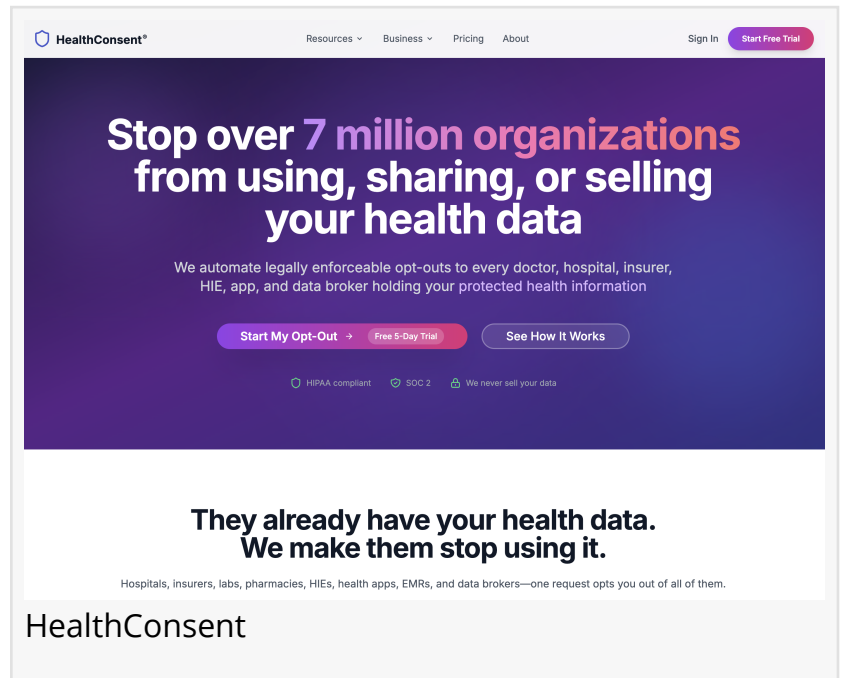 HealthConsent®
Resources
Business
Pricing
About
Sign In
Start Free Trial
Stop over 7 million organizations
from using, sharing, or selling
your health data
We automate legally enforceable opt-outs to every doctor, hospital, insurer,
HIE, app, and data broker holding your protected health information
Start My Opt-Out → Free 5-Day Trial
See How It Works
HIPAA compliant
SOC 2
We never sell your data
They already have your health data.
We make them stop using it.
Hospitals, insurers, labs, pharmacies, HIEs, health apps, EMRs, and data brokers—one request opts you out of all of them.
HealthConsent